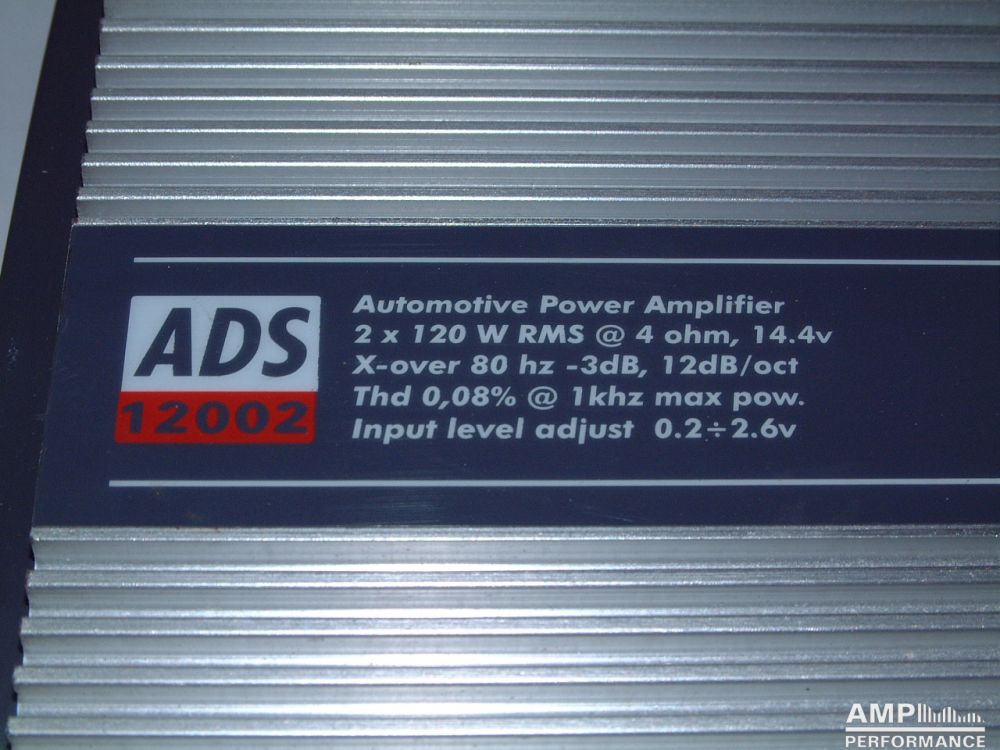 ADS
12002
Automotive Power Amplifier
2 x 120 W RMS @ 4 ohm, 14.4v
X-over 80 hz -3dB, 12dB/oct
Thd 0,08% @ 1khz max pow.
Input level adjust 0.2÷2.6v
AMP
PERFORMANCE